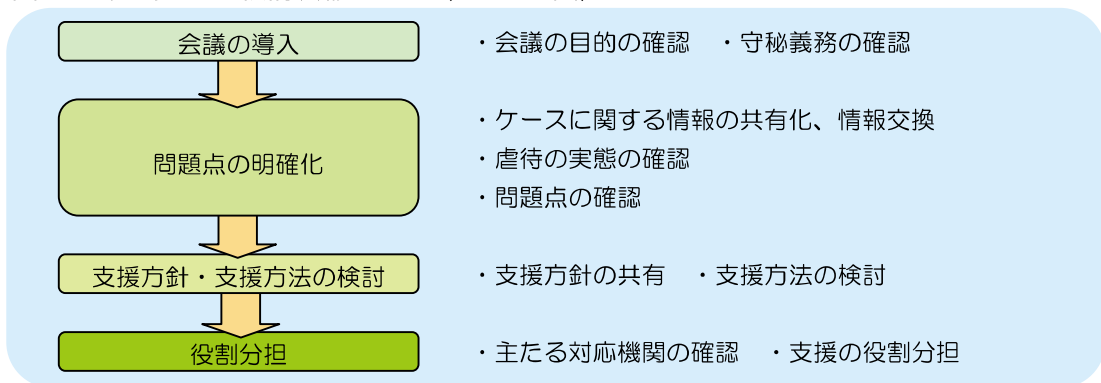 会議の導入
・会議の目的の確認　・守秘義務の確認
問題点の明確化
・ケースに関する情報の共有化、情報交換
・虐待の実態の確認
・問題点の確認
支援方針・支援方法の検討
・支援方針の共有　・支援方法の検討
役割分担
・主たる対応機関の確認　・支援の役割分担